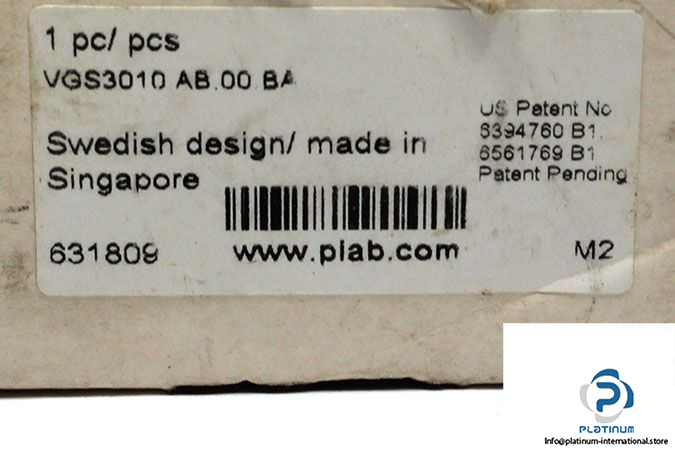 1 pc/ pcs
VGS3010 AB.00 BA
US Patent No
6394760 B1,
6561769 B1
Patent Pending
Swedish design/ made in
Singapore
631809
www.piab.com
M2
PLATINUM
Info@platinum-international.store